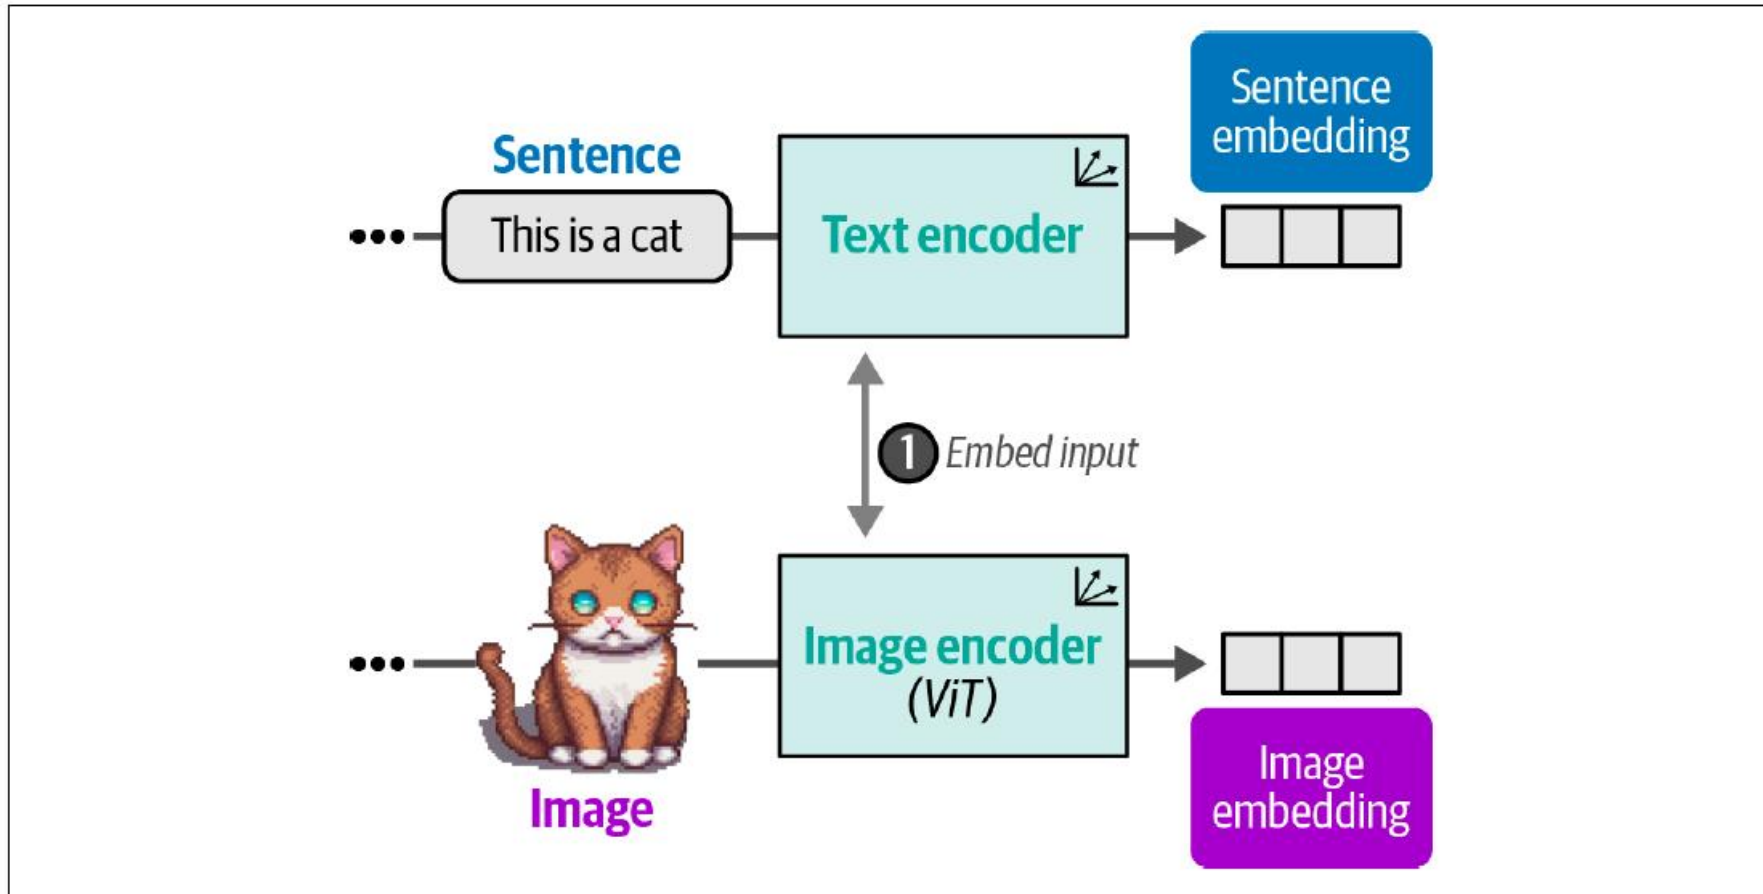 Sentence
embedding
Sentence
This is a cat
Text encoder
1 Embed input
Image encoder
(ViT)
Image
Image
embedding